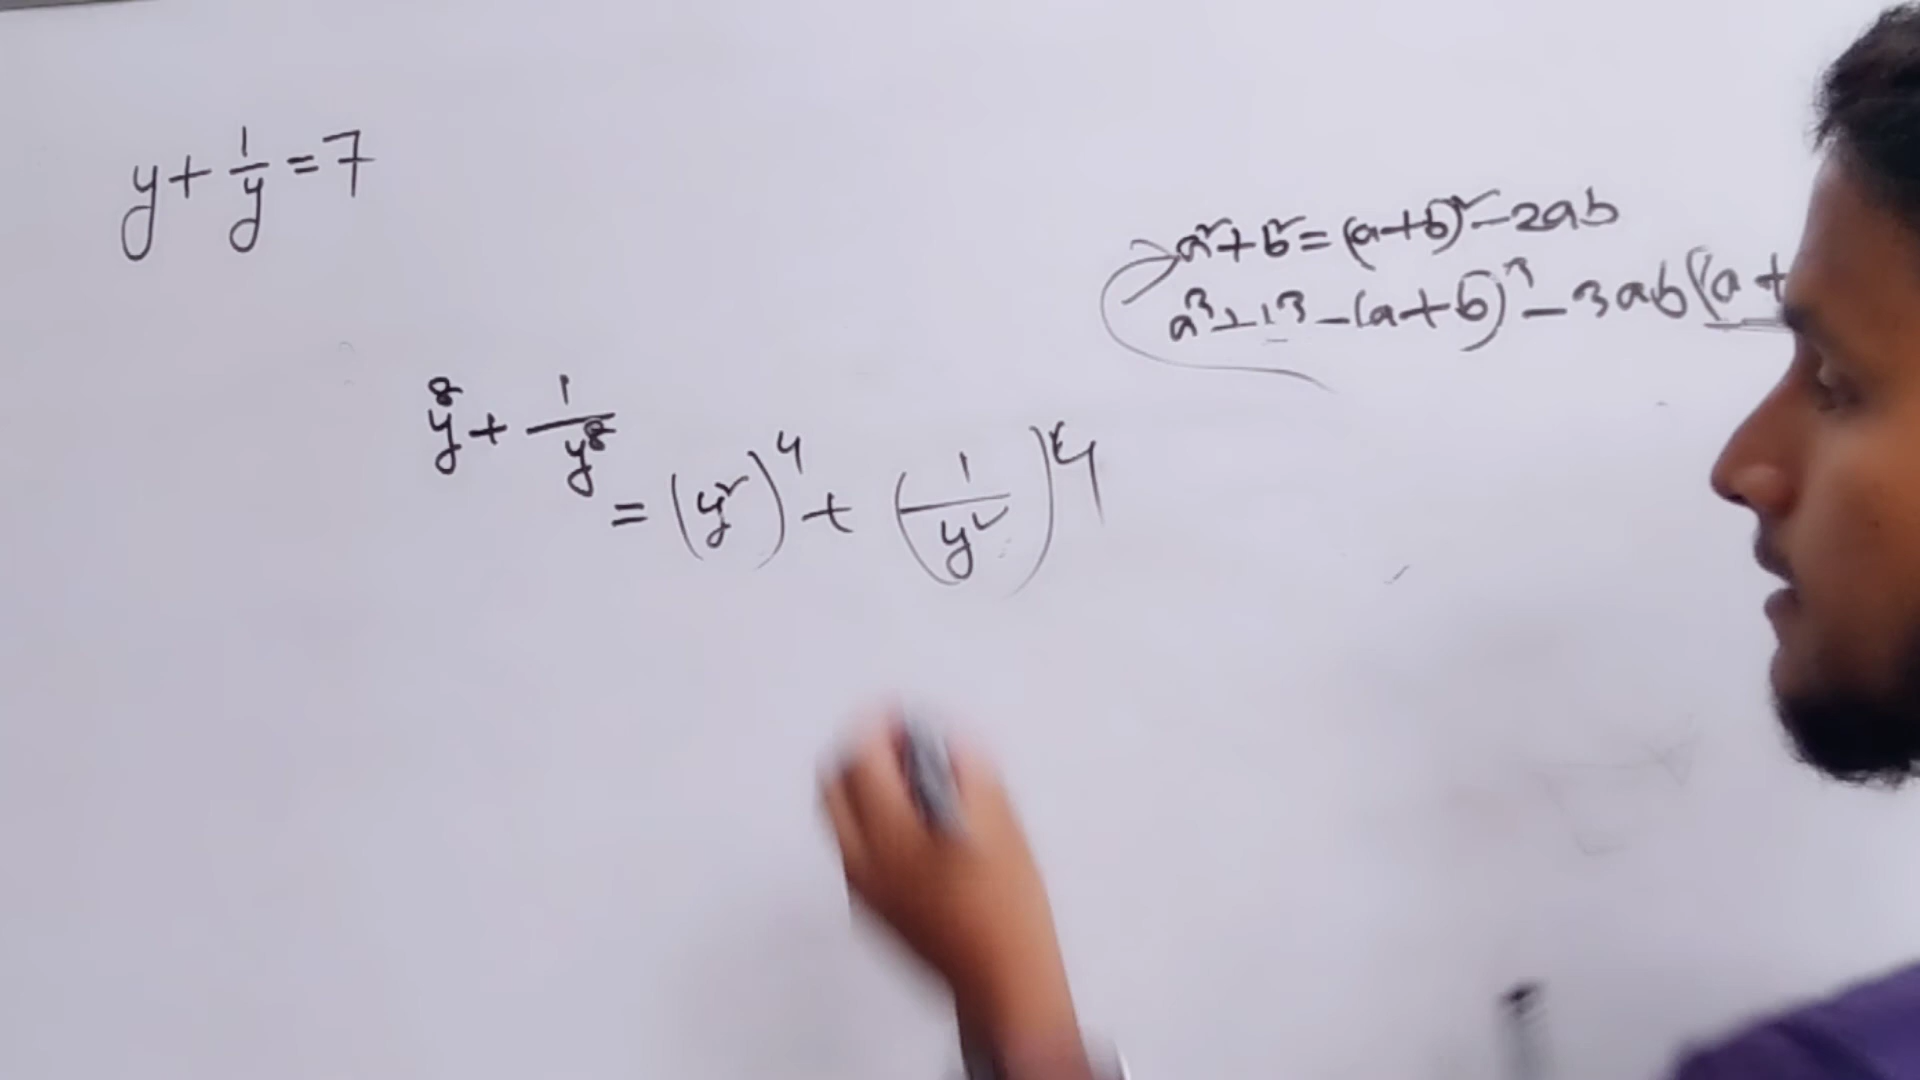 y + 1/y = 7
a² + b² = (a+b)² - 2ab
a³ + b³ = (a+b)³ - 3ab(a+
y⁸ + 1/y⁸
= (y²)⁴ + (1/y²)⁴